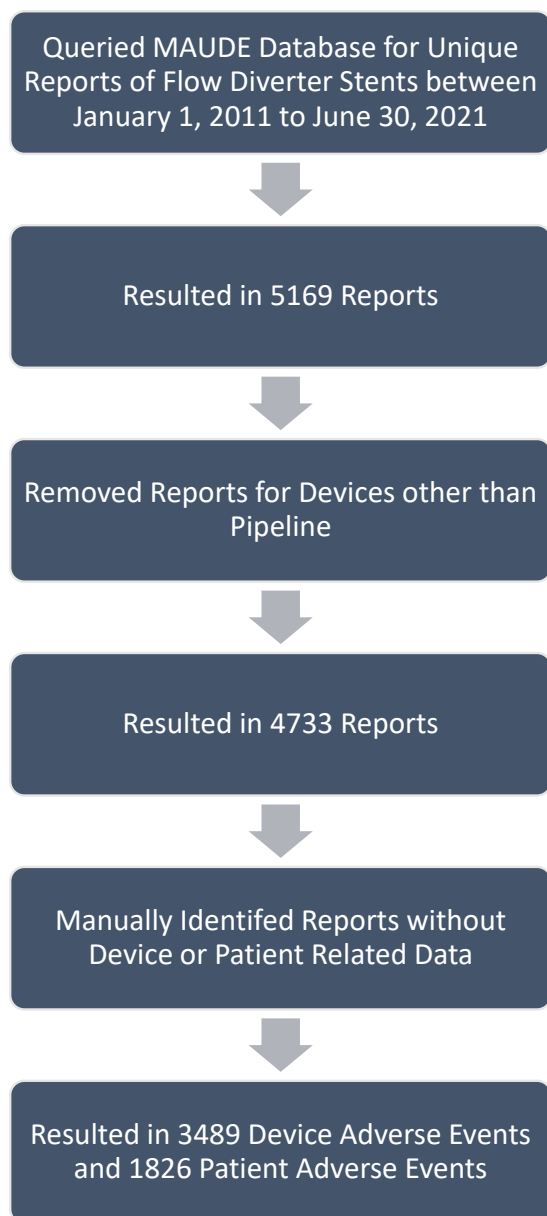 Queried MAUDE Database for Unique
Reports of Flow Diverter Stents between
January 1, 2011 to June 30, 2021
Resulted in 5169 Reports
Removed Reports for Devices other than
Pipeline
Resulted in 4733 Reports
Manually Identifed Reports without
Device or Patient Related Data
Resulted in 3489 Device Adverse Events
and 1826 Patient Adverse Events